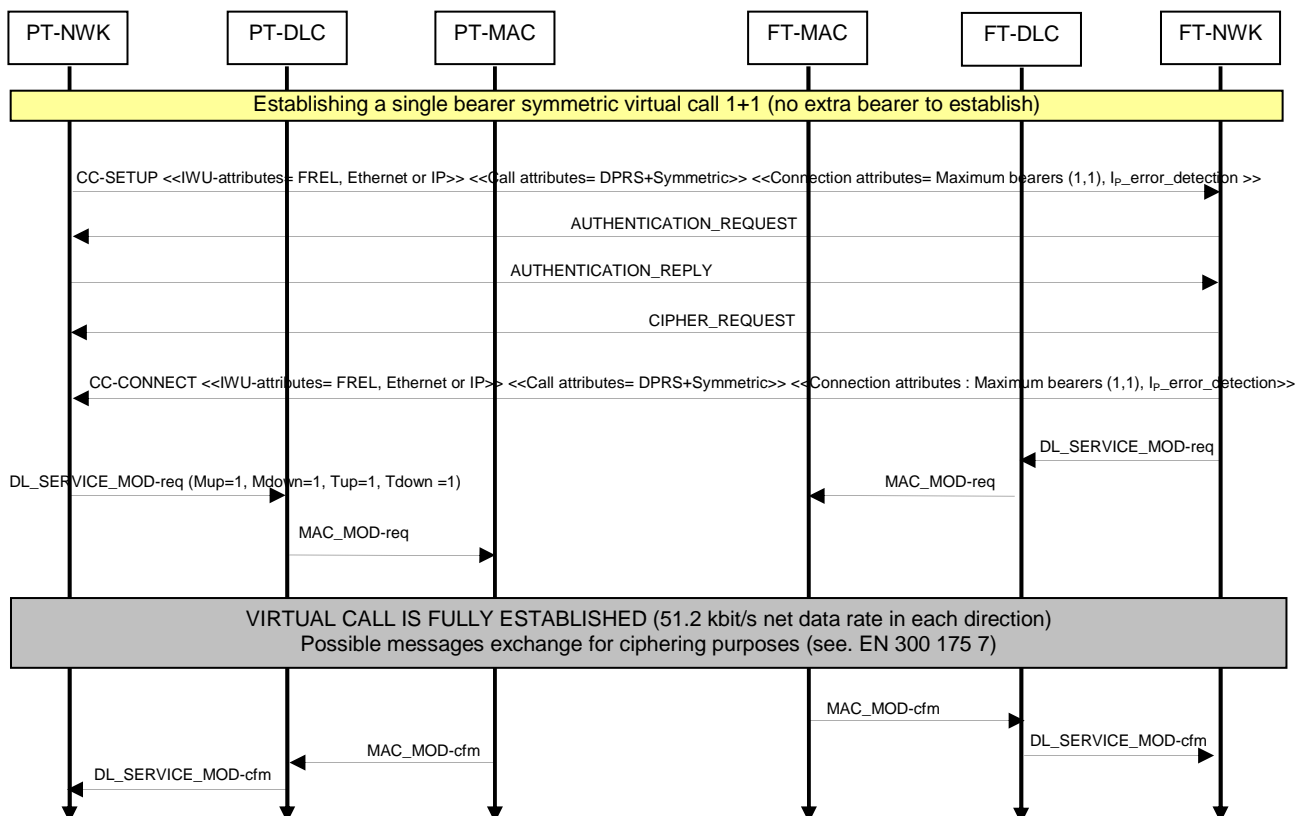 PT-NWK PT-DLC PT-MAC FT-MAC FT-DLC FT-NWK
Establishing a single bearer symmetric virtual call 1+1 (no extra bearer to establish)
CC-SETUP <<IWU-attributes= FREL, Ethernet or IP>> <<Call attributes= DPRS+Symmetric>> <<Connection attributes= Maximum bearers (1,1), IP_error_detection >>
AUTHENTICATION_REQUEST
AUTHENTICATION_REPLY
CIPHER_REQUEST
CC-CONNECT <<IWU-attributes= FREL, Ethernet or IP>> <<Call attributes= DPRS+Symmetric>> <<Connection attributes : Maximum bearers (1,1), IP_error_detection>>
DL_SERVICE_MOD-req
DL_SERVICE_MOD-req (Mup=1, Mdown=1, Tup=1, Tdown =1) MAC_MOD-req
MAC_MOD-req
VIRTUAL CALL IS FULLY ESTABLISHED (51.2 kbit/s net data rate in each direction)
Possible messages exchange for ciphering purposes (see. EN 300 175 7)
MAC_MOD-cfm
MAC_MOD-cfm DL_SERVICE_MOD-cfm
DL_SERVICE_MOD-cfm